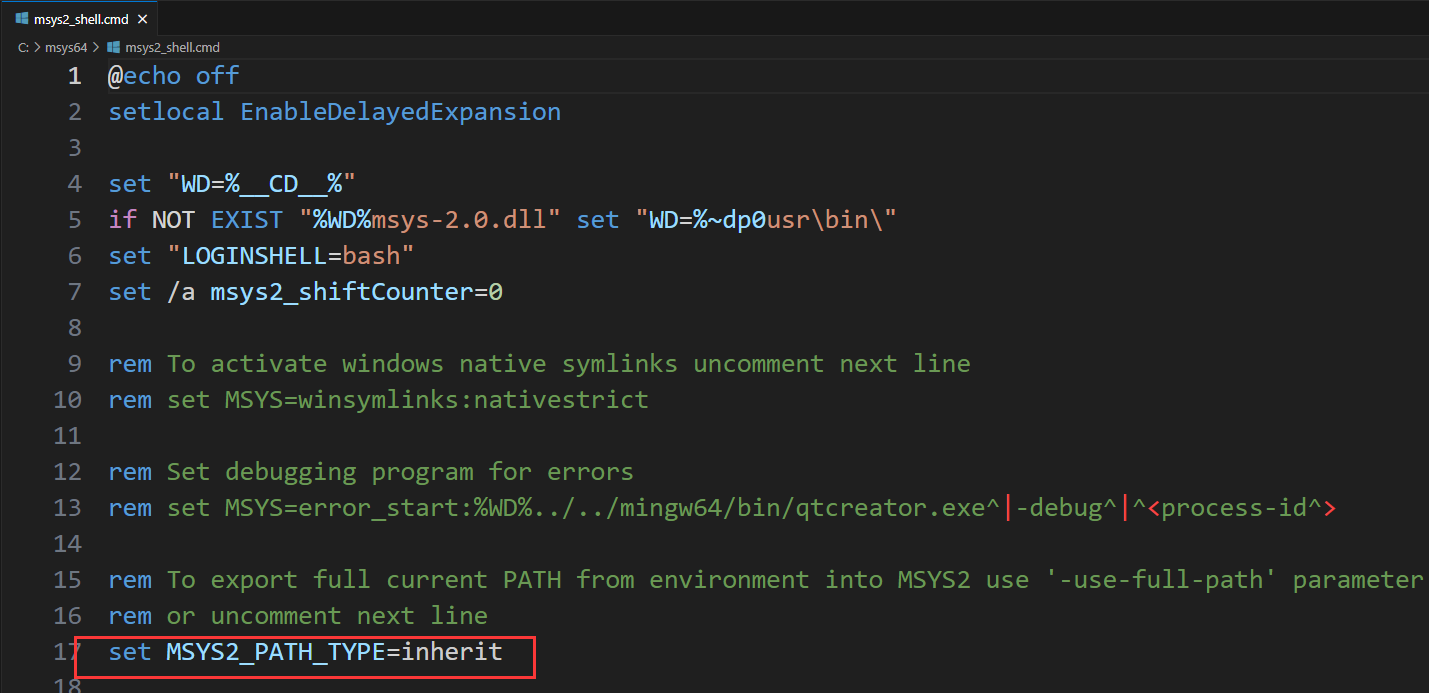 msys2_shell.cmd
C: > msys64 > msys2_shell.cmd
1 @echo off
2 setlocal EnableDelayedExpansion
3
4 set "WD=%__CD__%"
5 if NOT EXIST "%WD%msys-2.0.dll" set "WD=%~dp0usr\bin\"
6 set "LOGINSHELL=bash"
7 set /a msys2_shiftCounter=0
8
9 rem To activate windows native symlinks uncomment next line
10 rem set MSYS=winsymlinks:nativestrict
11
12 rem Set debugging program for errors
13 rem set MSYS=error_start:%WD%../../mingw64/bin/qtcreator.exe^|-debug^|^<process-id^>
14
15 rem To export full current PATH from environment into MSYS2 use '-use-full-path' parameter
16 rem or uncomment next line
17 set MSYS2_PATH_TYPE=inherit
18